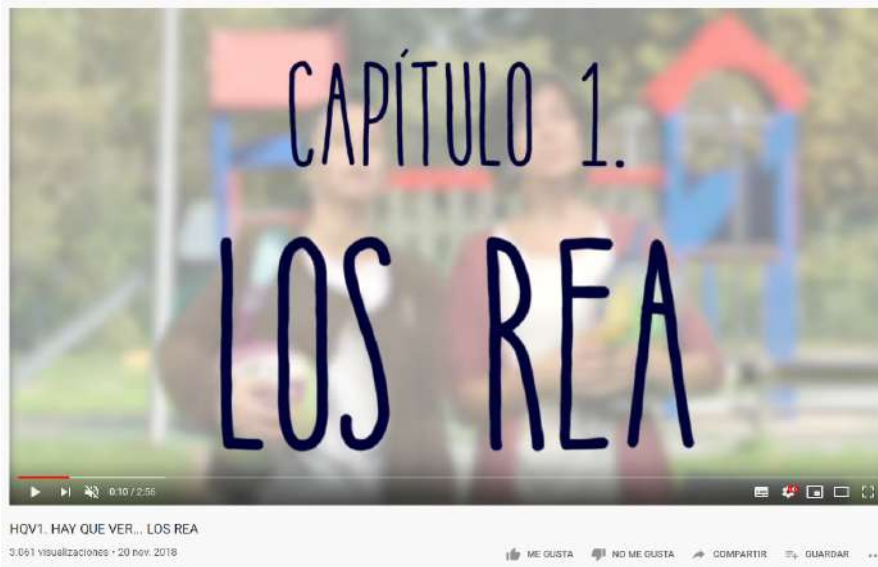 CAPÍTULO 1.
LOS REA
0:10 / 2:56
HQV1. HAY QUE VER... LOS REA
3.061 visualizaciones • 20 nov. 2018
ME GUSTA
NO ME GUSTA
COMPARTIR
GUARDAR